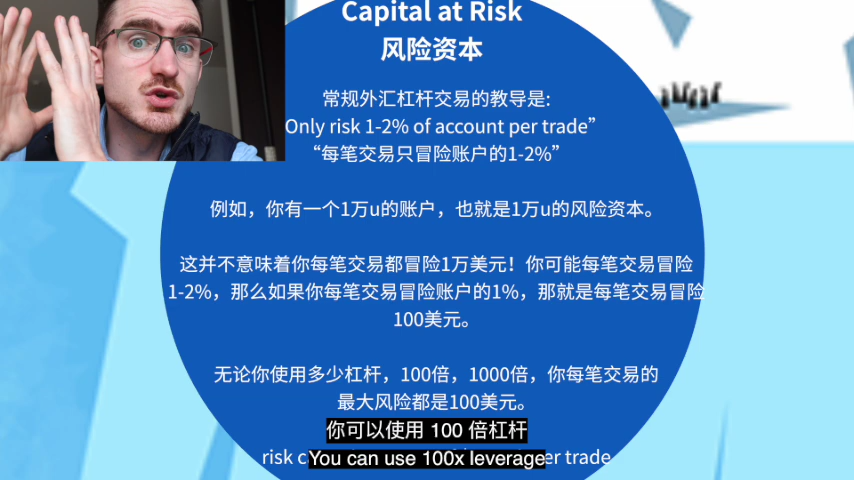 Capital at Risk
风险资本
常规外汇杠杆交易的教导是:
Only risk 1-2% of account per trade”
“每笔交易只冒险账户的1-2%”
例如，你有一个1万u的账户，也就是1万u的风险资本。
这并不意味着你每笔交易都冒险1万美元！你可能每笔交易冒险
1-2%，那么如果你每笔交易冒险账户的1%，那就是每笔交易冒险
100美元。
无论你使用多少杠杆，100倍，1000倍，你每笔交易的
最大风险都是100美元。
你可以使用 100 倍杠杆
risk
You can use 100x leverage
per trade